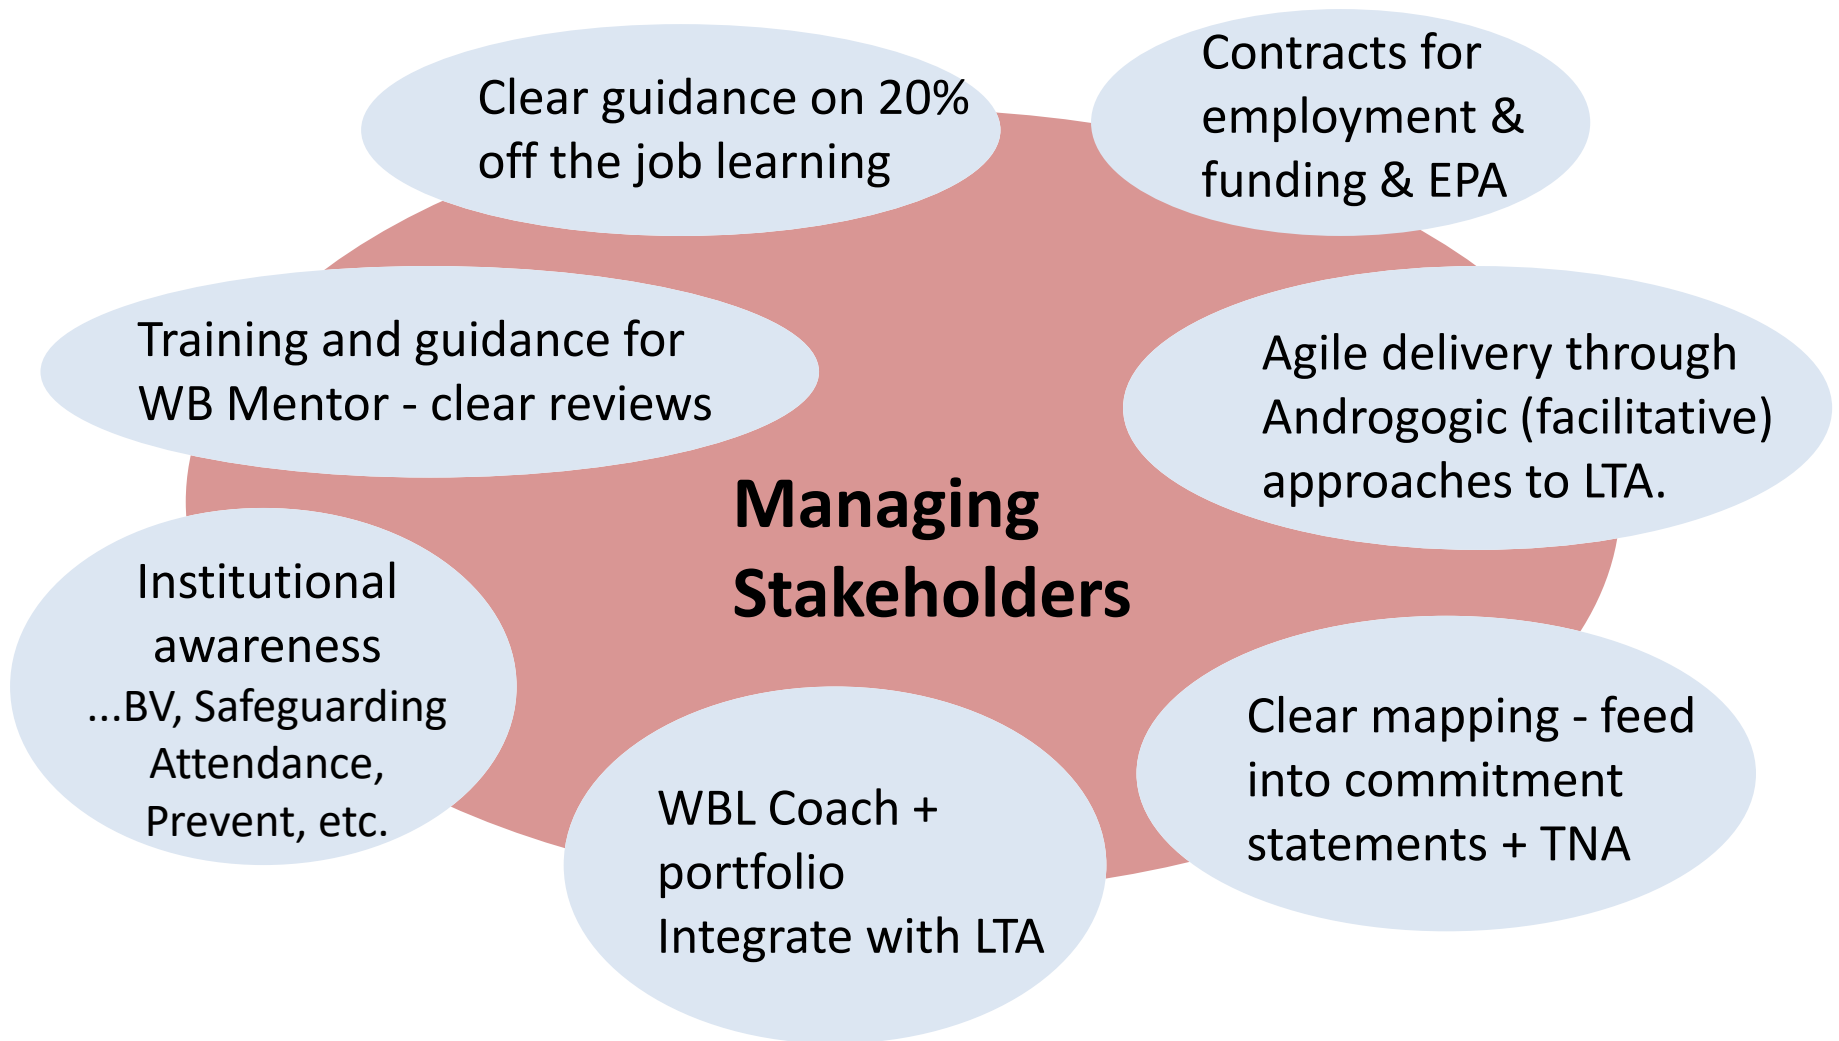 Clear guidance on 20%
off the job learning
Contracts for
employment &
funding & EPA
Training and guidance for
WB Mentor - clear reviews
Agile delivery through
Androgogic (facilitative)
approaches to LTA.
Managing
Stakeholders
Institutional
awareness
...BV, Safeguarding
Attendance,
Prevent, etc.
WBL Coach +
portfolio
Integrate with LTA
Clear mapping - feed
into commitment
statements + TNA